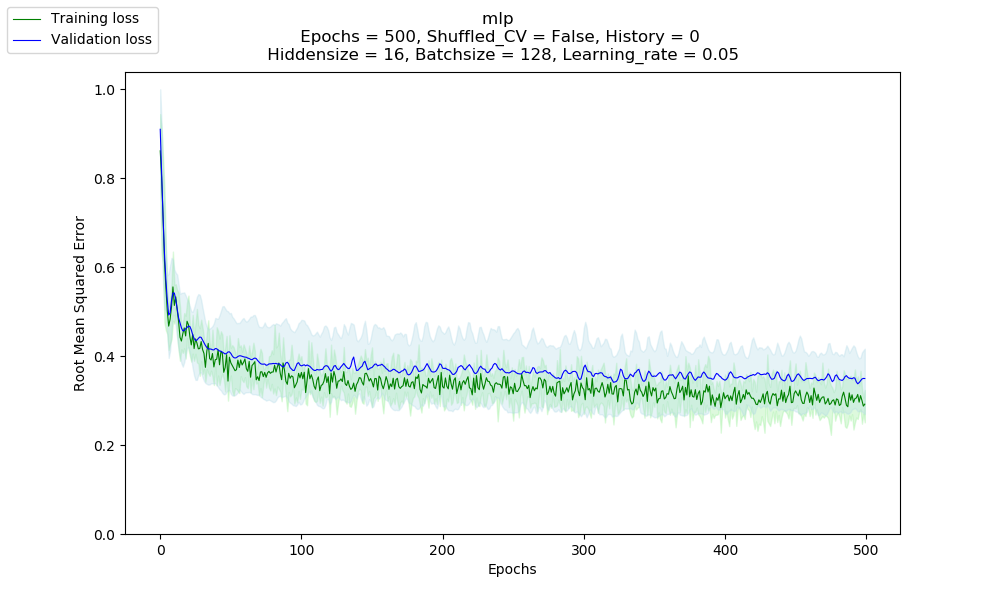 Training loss
Validation loss
mlp
Epochs = 500, Shuffled_CV = False, History = 0
Hiddensize = 16, Batchsize = 128, Learning_rate = 0.05
1.0
0.8
0.6
0.4
0.2
0.0
Root Mean Squared Error
0
100
200
300
400
500
Epochs